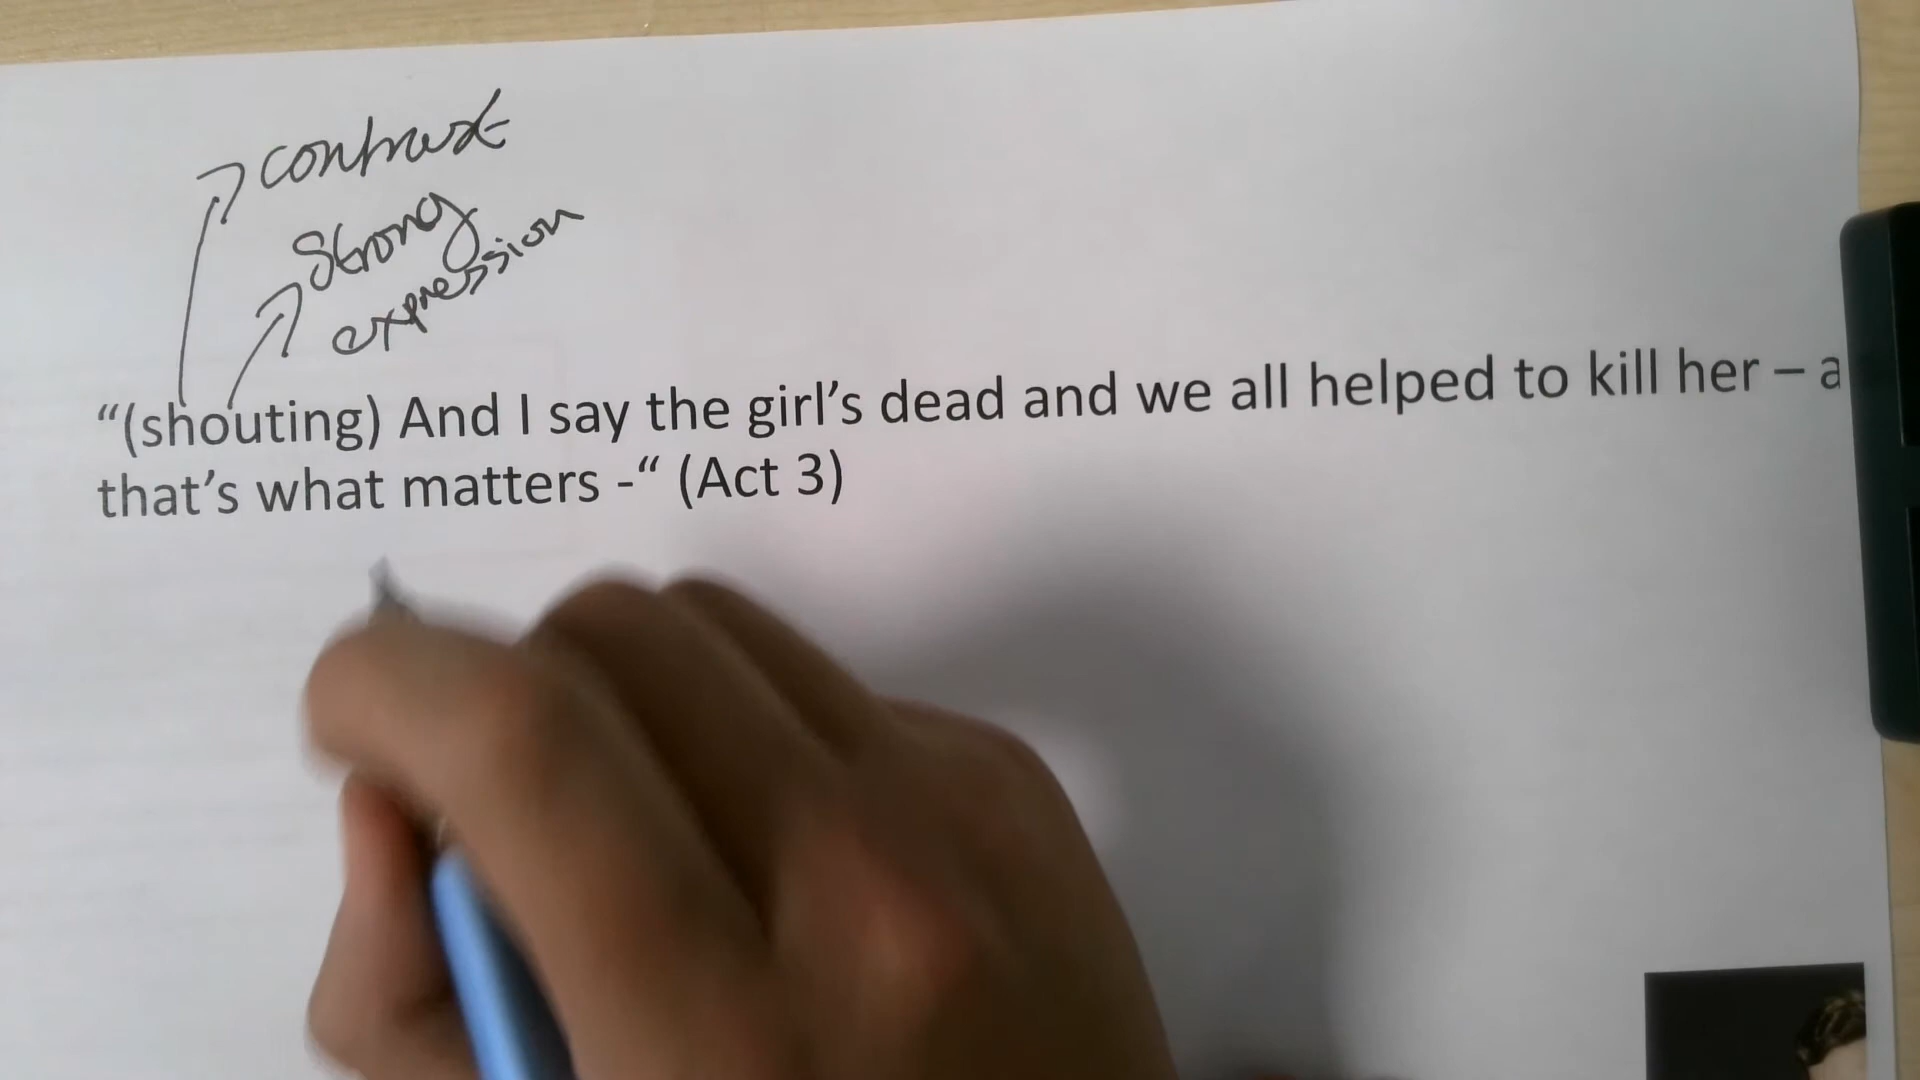 contrast
strong
expression
“(shouting) And I say the girl’s dead and we all helped to kill her – a
that’s what matters -“ (Act 3)